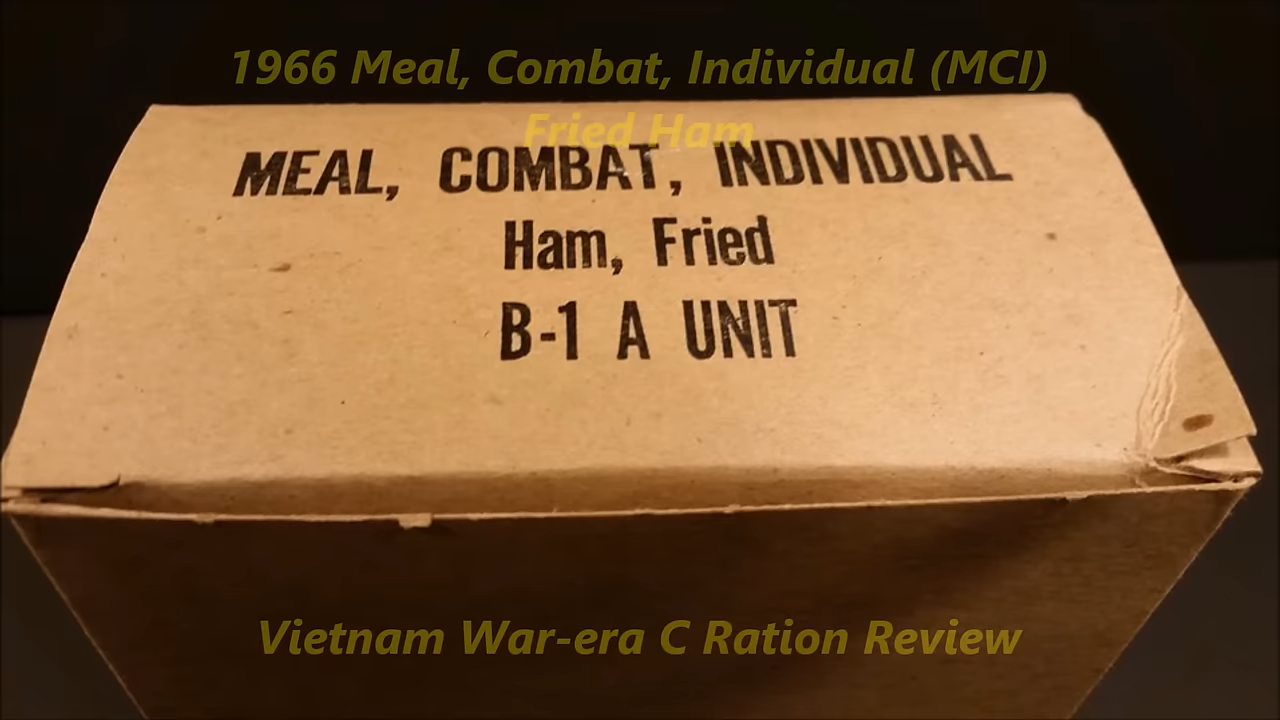 1966 Meal, Combat, Individual (MCI)
Fried Ham
MEAL, COMBAT, INDIVIDUAL
Ham, Fried
B-1 A UNIT
Vietnam War-era C Ration Review